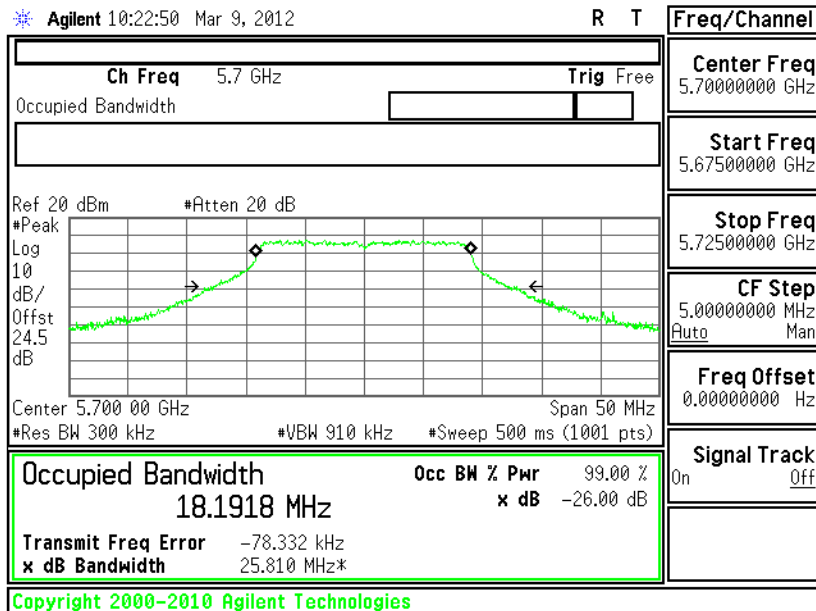 Agilent 10:22:50 Mar 9, 2012 R T
Freq/Channel
Ch Freq 5.7 GHz Trig Free
Occupied Bandwidth
Center Freq
5.70000000 GHz
Start Freq
5.67500000 GHz
Stop Freq
5.72500000 GHz
CF Step
5.00000000 MHz
Auto Man
Freq Offset
0.00000000 Hz
Signal Track
On Off
Ref 20 dBm #Atten 20 dB
#Peak
Log
10
dB/
Offst
24.5
dB
Center 5.700 00 GHz Span 50 MHz
#Res BW 300 kHz #VBW 910 kHz #Sweep 500 ms (1001 pts)
Occupied Bandwidth Occ BW % Pwr 99.00 %
18.1918 MHz x dB -26.00 dB
Transmit Freq Error -78.332 kHz
x dB Bandwidth 25.810 MHz*
Copyright 2000-2010 Agilent Technologies